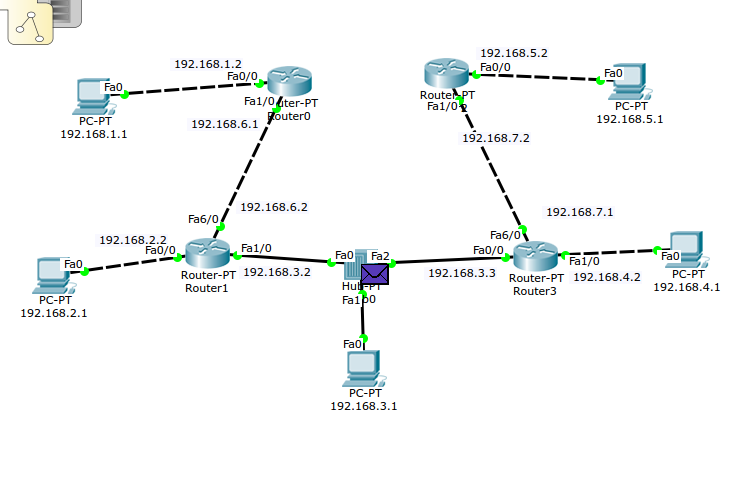 192.168.1.2
Fa0/0
Fa0
PC-PT
192.168.1.1
Fa1/0
Router-PT
Router0
192.168.6.1
192.168.5.2
Fa0/0
Fa0
Router-PT
Fa1/0
PC-PT
192.168.5.1
192.168.7.2
192.168.6.2
Fa6/0
192.168.2.2
Fa0/0
Fa1/0
Router-PT
Router1
192.168.3.2
Fa0
PC-PT
192.168.2.1
Fa0
Fa2
Hub-PT
Fa1
192.168.3.3
192.168.7.1
Fa6/0
Fa0/0
Fa1/0
Router-PT
Router3
192.168.4.2
Fa0
PC-PT
192.168.4.1
Fa0
PC-PT
192.168.3.1